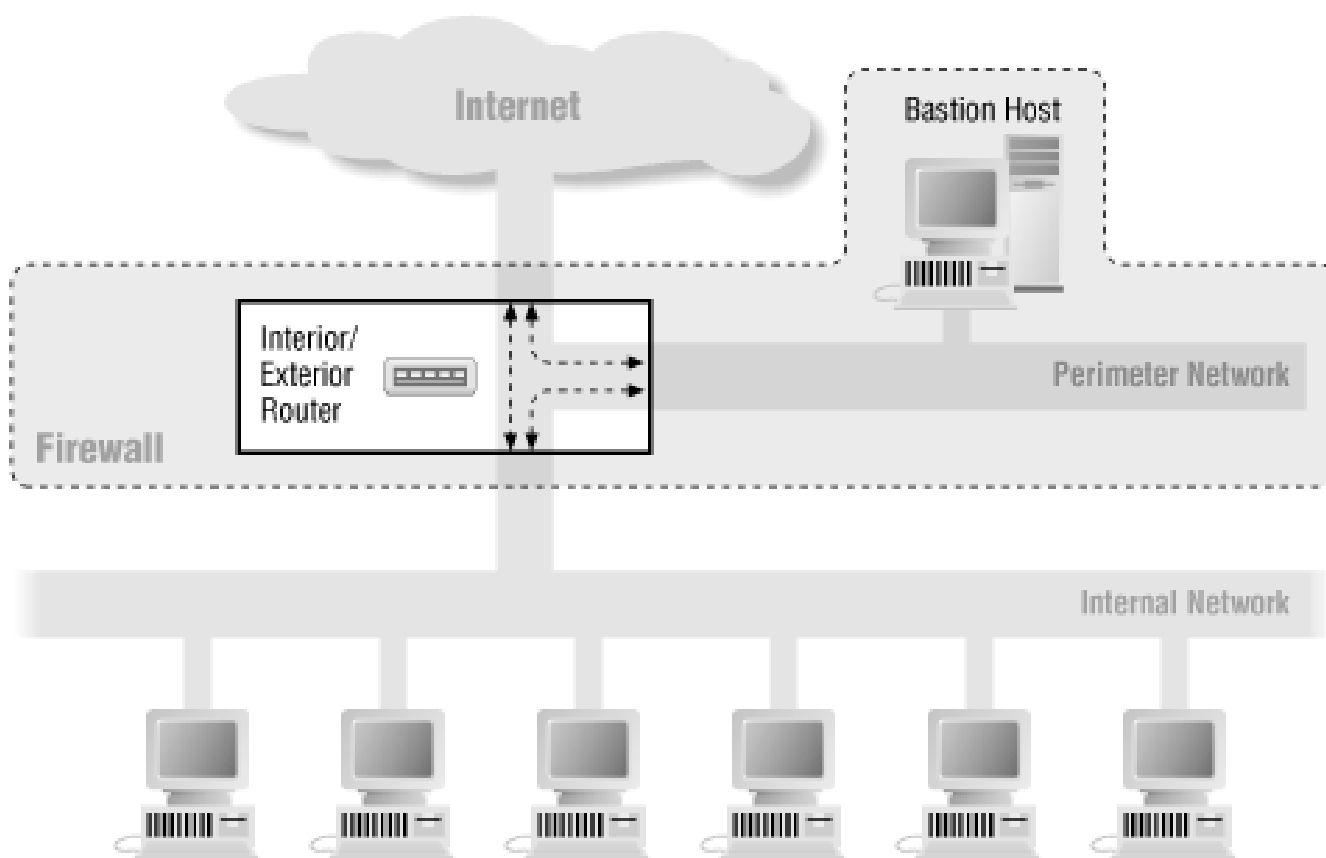 Internet
Bastion Host
Interior/
Exterior
Router
Perimeter Network
Firewall
Internal Network